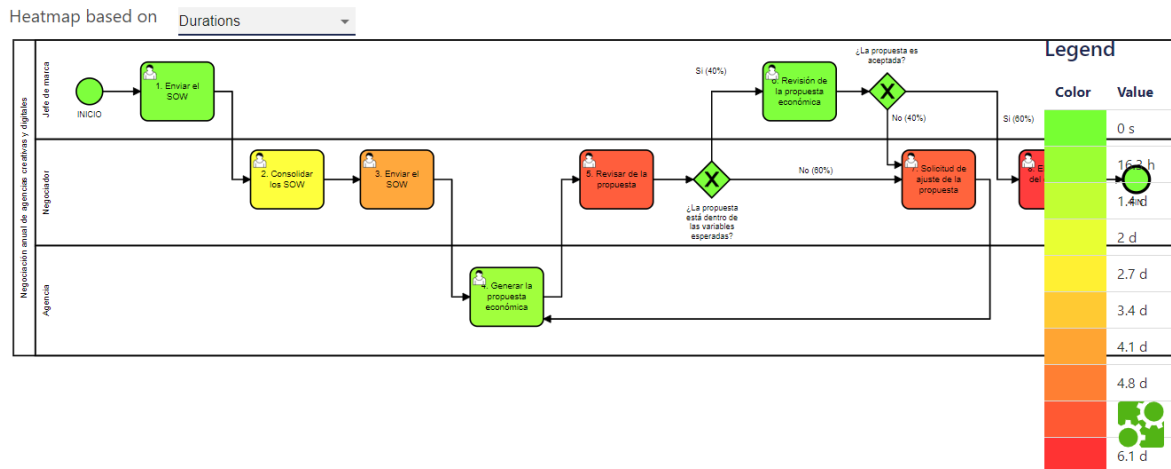 Heatmap based on Durations
Negociación anual de agencias creativas y digitales
Jefe de marca
INICIO
1. Enviar el
SOW
Si (40%)
6. Revisión de
la propuesta
económica
¿La propuesta es
aceptada?
No (40%)
Si (60%)
Negociador
2. Consolidar
los SOW
3. Enviar el
SOW
5. Revisar de la
propuesta
¿La propuesta
está dentro de
las variables
esperadas?
No (60%)
7. Solicitud de
ajuste de la
propuesta
Agencia
4. Generar la
propuesta
económica
Legend
Color Value
0 s
16.3 h
1.4 d
2 d
2.7 d
3.4 d
4.1 d
4.8 d
6.1 d